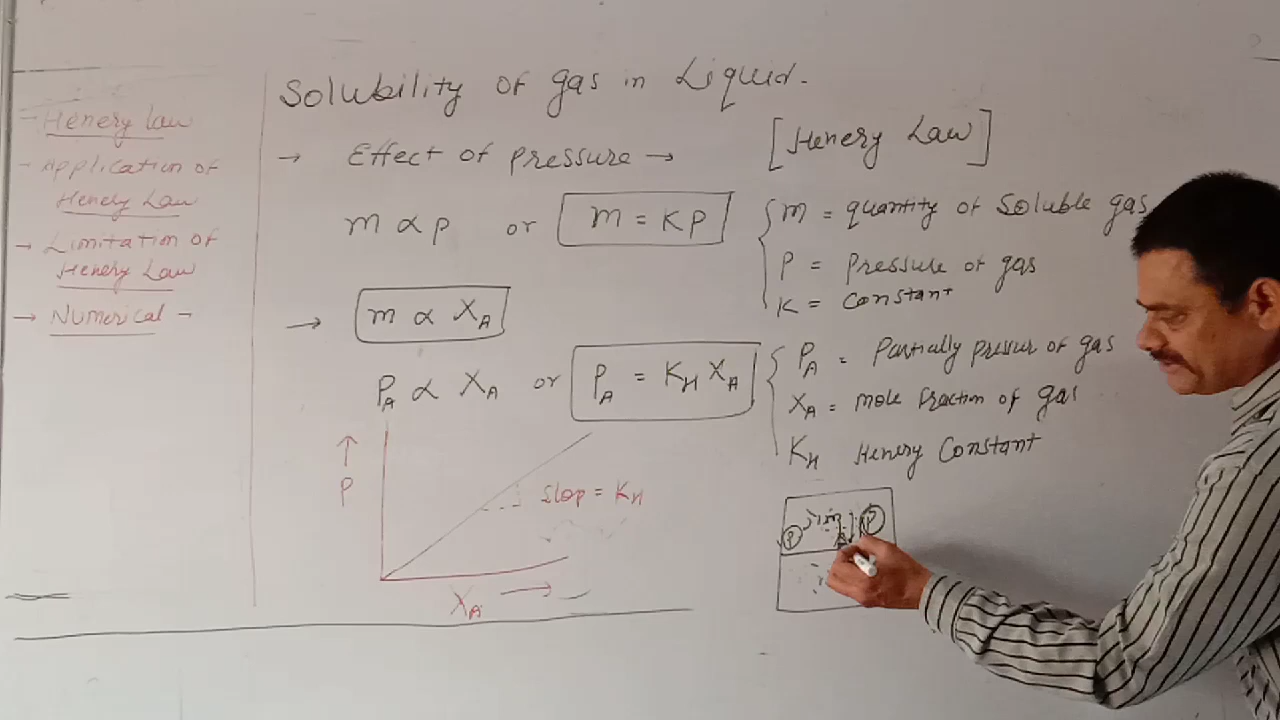 Solubility of gas in Liquid.
→ Effect of pressure → [Henery Law]
m ∝ p or m = KP
m = quantity of Soluble gas
P = Pressure of gas
K = Constant
→ m ∝ X_A
P_A ∝ X_A or P_A = K_H X_A
P_A = Partially pressur of gas
X_A = mole fraction of gas
K_H Henery Constant
↑
P
Slop = K_H
X_A →
P
P
- Henery law
- Application of
Henery Law
→ Limitation of
Henery Law
→ Numerical -